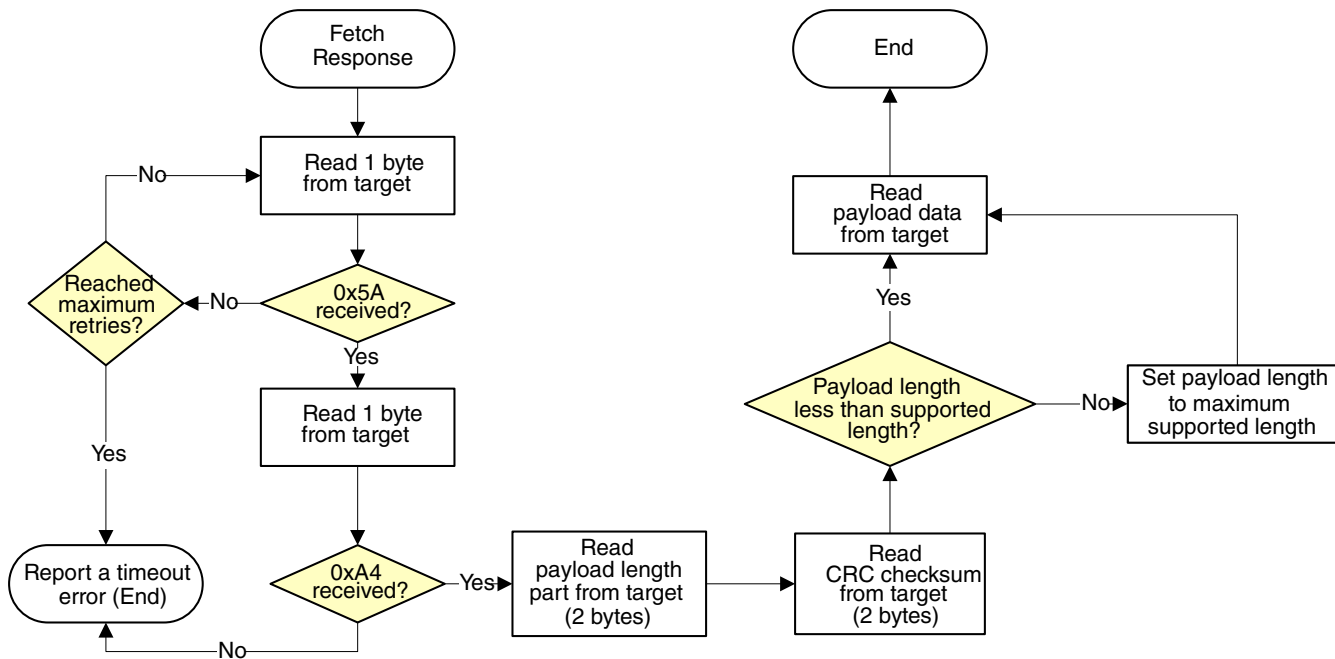 Fetch
Response
End
Read 1 byte
from target
No
Read
payload data
from target
Reached
maximum
retries?
No
0x5A
received?
Yes
Yes
Payload length
less than supported
length?
No
Set payload length
to maximum
supported length
Read 1 byte
from target
Yes
Report a timeout
error (End)
0xA4
received?
Yes
Read
payload length
part from target
(2 bytes)
Read
CRC checksum
from target
(2 bytes)
No